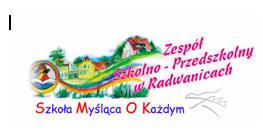 Zespół
Szkolno - Przedszkolny
w Radwanicach
Szkoła Myśląca O Każdym